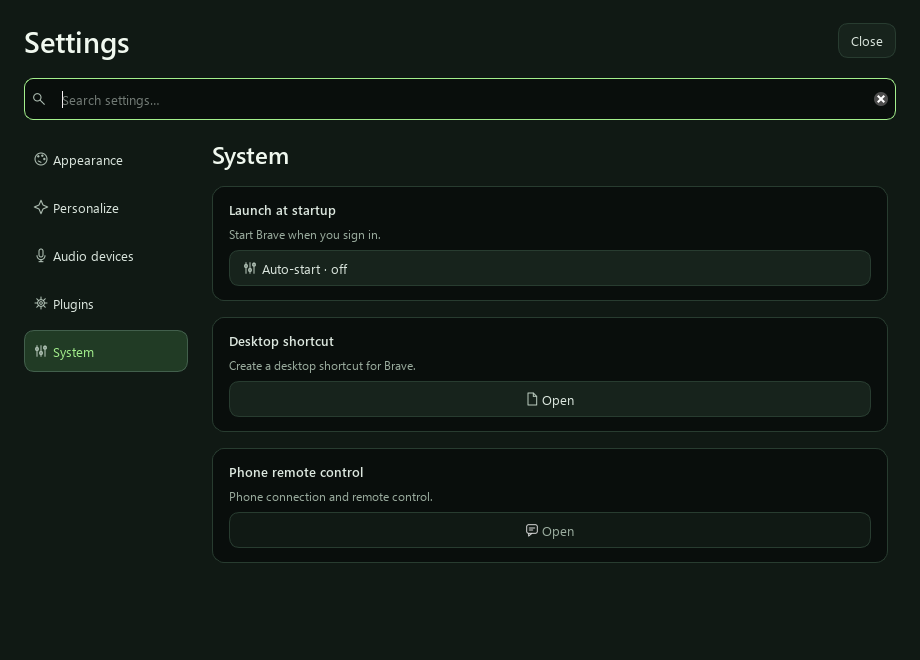 Settings
Close
Search settings...
Appearance
Personalize
Audio devices
Plugins
System
System
Launch at startup
Start Brave when you sign in.
Auto-start · off
Desktop shortcut
Create a desktop shortcut for Brave.
Open
Phone remote control
Phone connection and remote control.
Open